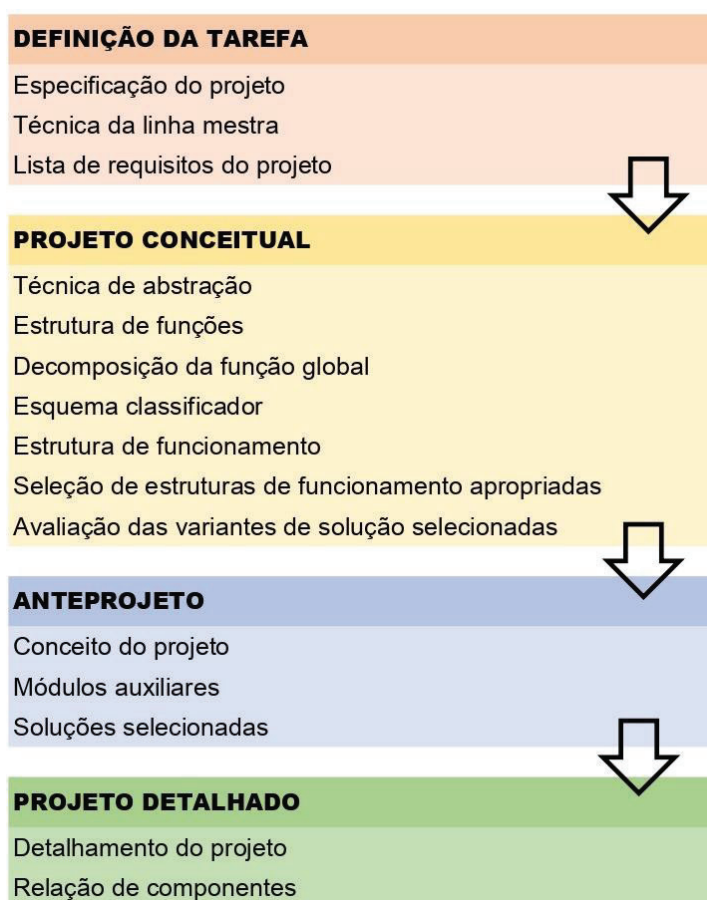 DEFINIÇÃO DA TAREFA
Especificação do projeto
Técnica da linha mestra
Lista de requisitos do projeto
PROJETO CONCEITUAL
Técnica de abstração
Estrutura de funções
Decomposição da função global
Esquema classificador
Estrutura de funcionamento
Seleção de estruturas de funcionamento apropriadas
Avaliação das variantes de solução selecionadas
ANTEPROJETO
Conceito do projeto
Módulos auxiliares
Soluções selecionadas
PROJETO DETALHADO
Detalhamento do projeto
Relação de componentes